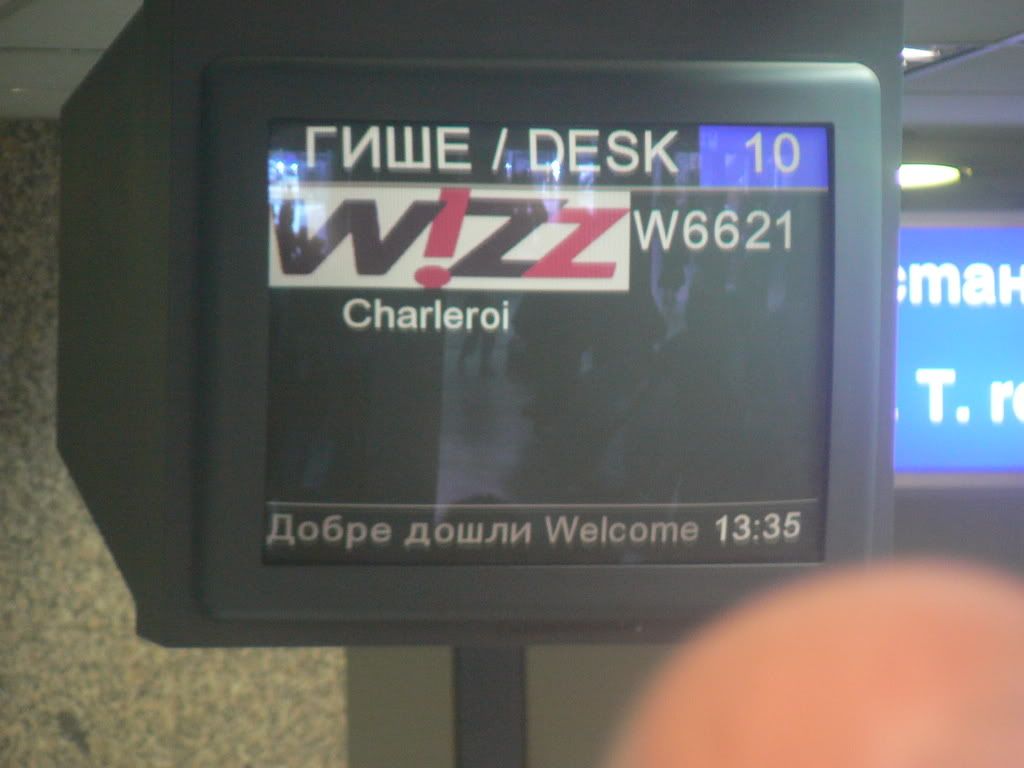 ГИШЕ / DESK 10
W!ZZ W6621
Charleroi
Добре дошли Welcome 13:35